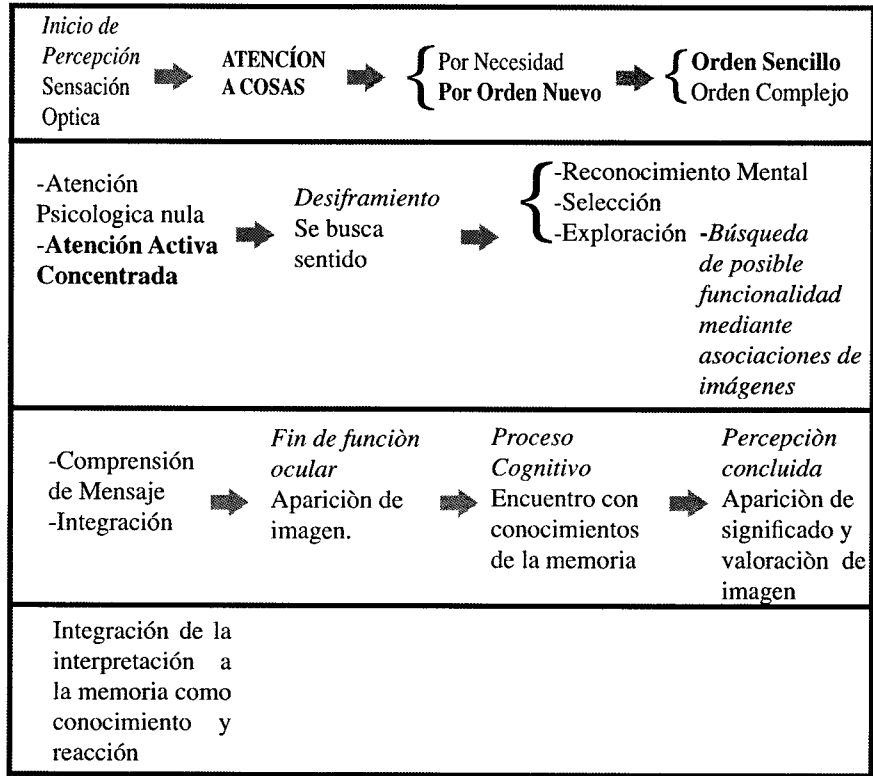 Inicio de
Percepción
Sensación
Optica
ATENCÍON
A COSAS
Por Necesidad
Por Orden Nuevo
Orden Sencillo
Orden Complejo
-Atención
Psicologica nula
-Atención Activa
Concentrada
Desiframiento
Se busca
sentido
-Reconocimiento Mental
-Selección
-Exploración -Búsqueda
de posible
funcionalidad
mediante
asociaciones de
imágenes
-Comprensión
de Mensaje
-Integración
Fin de funciòn
ocular
Apariciòn de
imagen.
Proceso
Cognitivo
Encuentro con
conocimientos
de la memoria
Percepciòn
concluida
Apariciòn de
significado y
valoraciòn de
imagen
Integración de la
interpretación a
la memoria como
conocimiento y
reacción